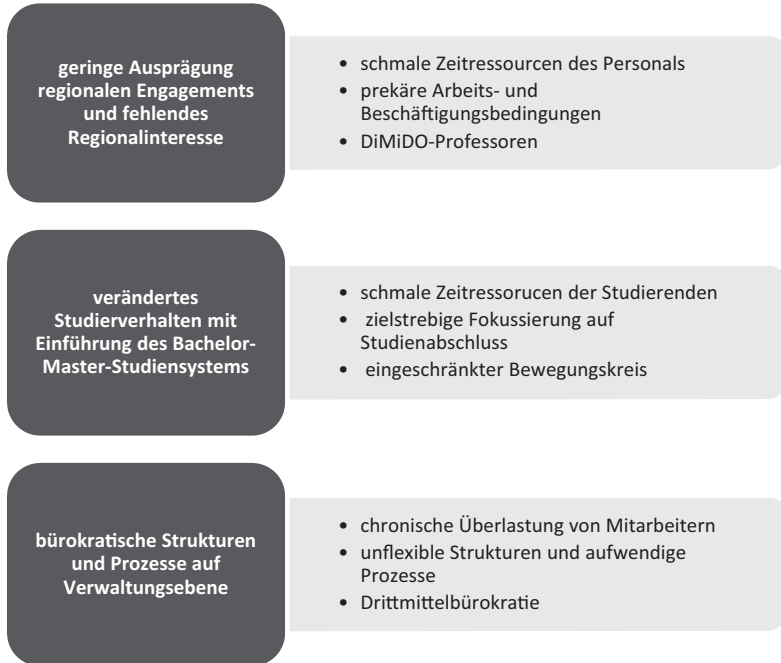 geringe Ausprägung
regionalen Engagements
und fehlendes
Regionalinteresse
• schmale Zeitressourcen des Personals
• prekäre Arbeits- und
Beschäftigungsbedingungen
• DiMiDO-Professoren
verändertes
Studierverhalten mit
Einführung des Bachelor-
Master-Studiensystems
• schmale Zeitressorucen der Studierenden
• zielstrebige Fokussierung auf
Studienabschluss
• eingeschränkter Bewegungskreis
bürokratische Strukturen
und Prozesse auf
Verwaltungsebene
• chronische Überlastung von Mitarbeitern
• unflexible Strukturen und aufwendige
Prozesse
• Drittmittelbürokratie